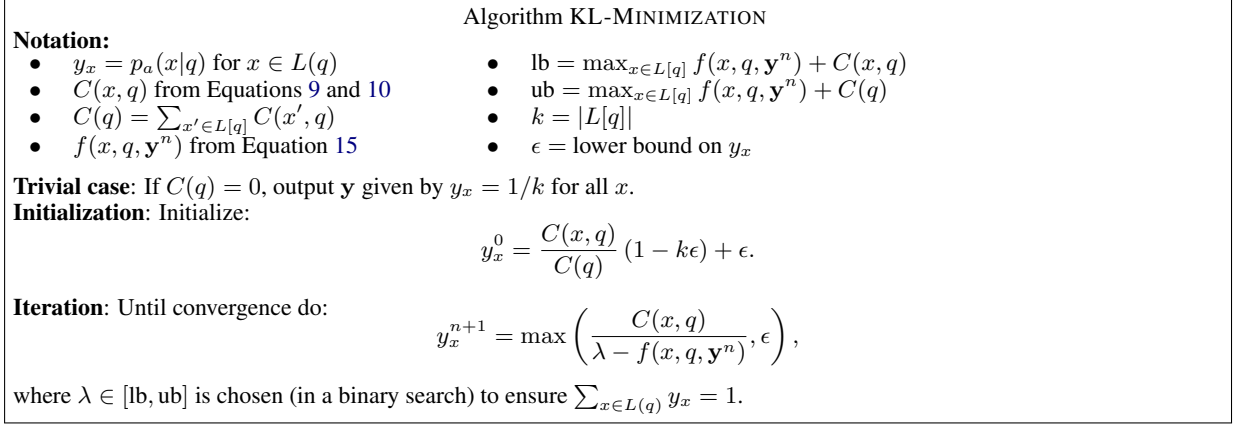 Algorithm KL-MINIMIZATION
Notation:
• y_x = p_a(x|q) for x ∈ L(q)
• C(x, q) from Equations 9 and 10
• C(q) = ∑_{x′∈L[q]} C(x′, q)
• f(x, q, **y**^n) from Equation 15
• lb = max_{x∈L[q]} f(x, q, **y**^n) + C(x, q)
• ub = max_{x∈L[q]} f(x, q, **y**^n) + C(q)
• k = |L[q]|
• ϵ = lower bound on y_x
Trivial case: If C(q) = 0, output **y** given by y_x = 1/k for all x.
Initialization: Initialize:
y_x^0 = \frac{C(x, q)}{C(q)} (1 − kϵ) + ϵ.
Iteration: Until convergence do:
y_x^{n+1} = max ( \frac{C(x, q)}{λ − f(x, q, **y**^n)}, ϵ ),
where λ ∈ [lb, ub] is chosen (in a binary search) to ensure ∑_{x∈L(q)} y_x = 1.